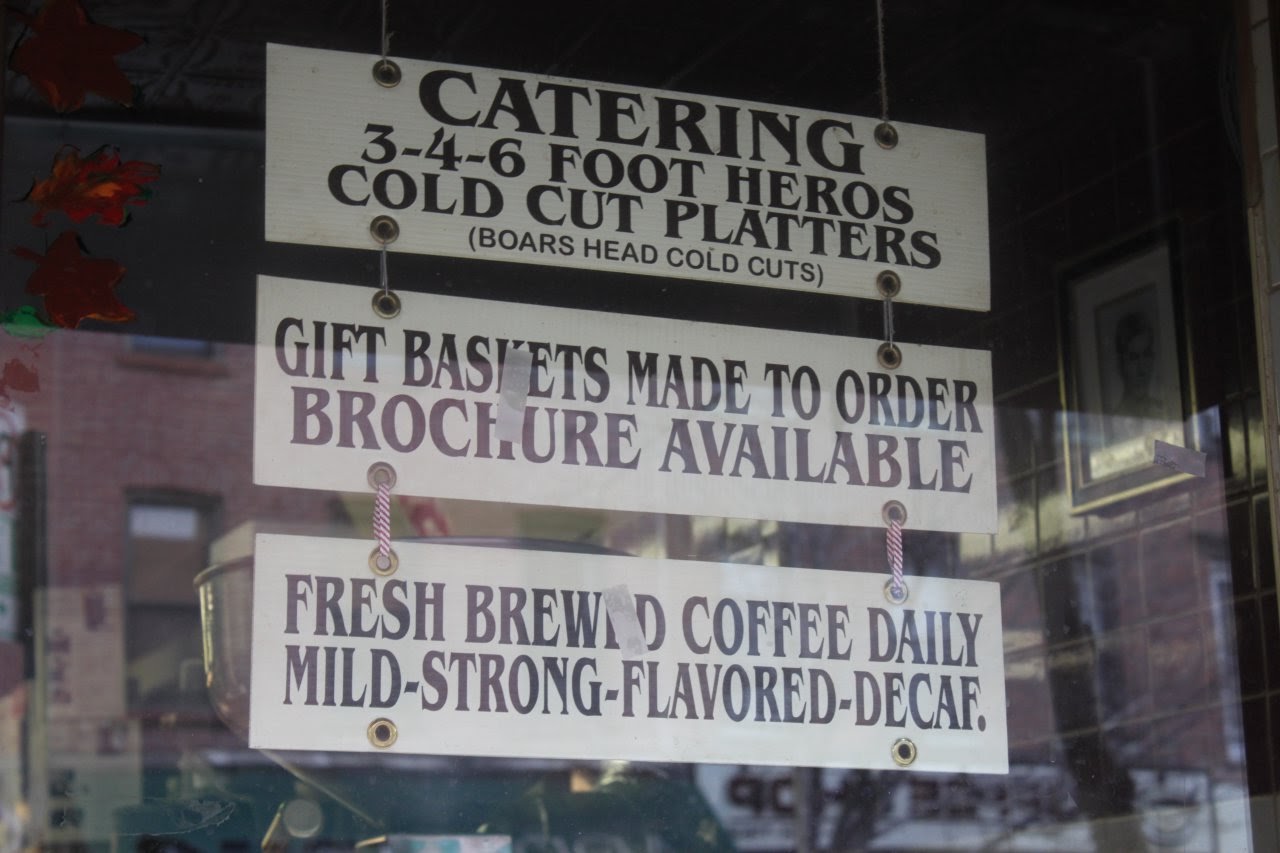 CATERING
3-4-6 FOOT HEROS
COLD CUT PLATTERS
(BOARS HEAD COLD CUTS)
GIFT BASKETS MADE TO ORDER
BROCHURE AVAILABLE
FRESH BREWED COFFEE DAILY
MILD-STRONG-FLAVORED-DECAF.